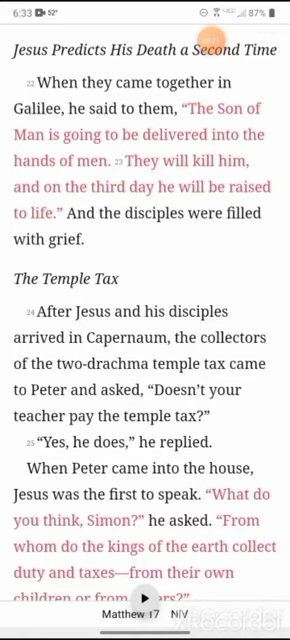 6:33 52° 87%
Jesus Predicts His Death a Second Time
22 When they came together in
Galilee, he said to them, “The Son of
Man is going to be delivered into the
hands of men. 23 They will kill him,
and on the third day he will be raised
to life.” And the disciples were filled
with grief.
The Temple Tax
24 After Jesus and his disciples
arrived in Capernaum, the collectors
of the two-drachma temple tax came
to Peter and asked, “Doesn’t your
teacher pay the temple tax?”
25 “Yes, he does,” he replied.
When Peter came into the house,
Jesus was the first to speak. “What do
you think, Simon?” he asked. “From
whom do the kings of the earth collect
duty and taxes—from their own
children or from
Matthew 17 NIV
XRecorder